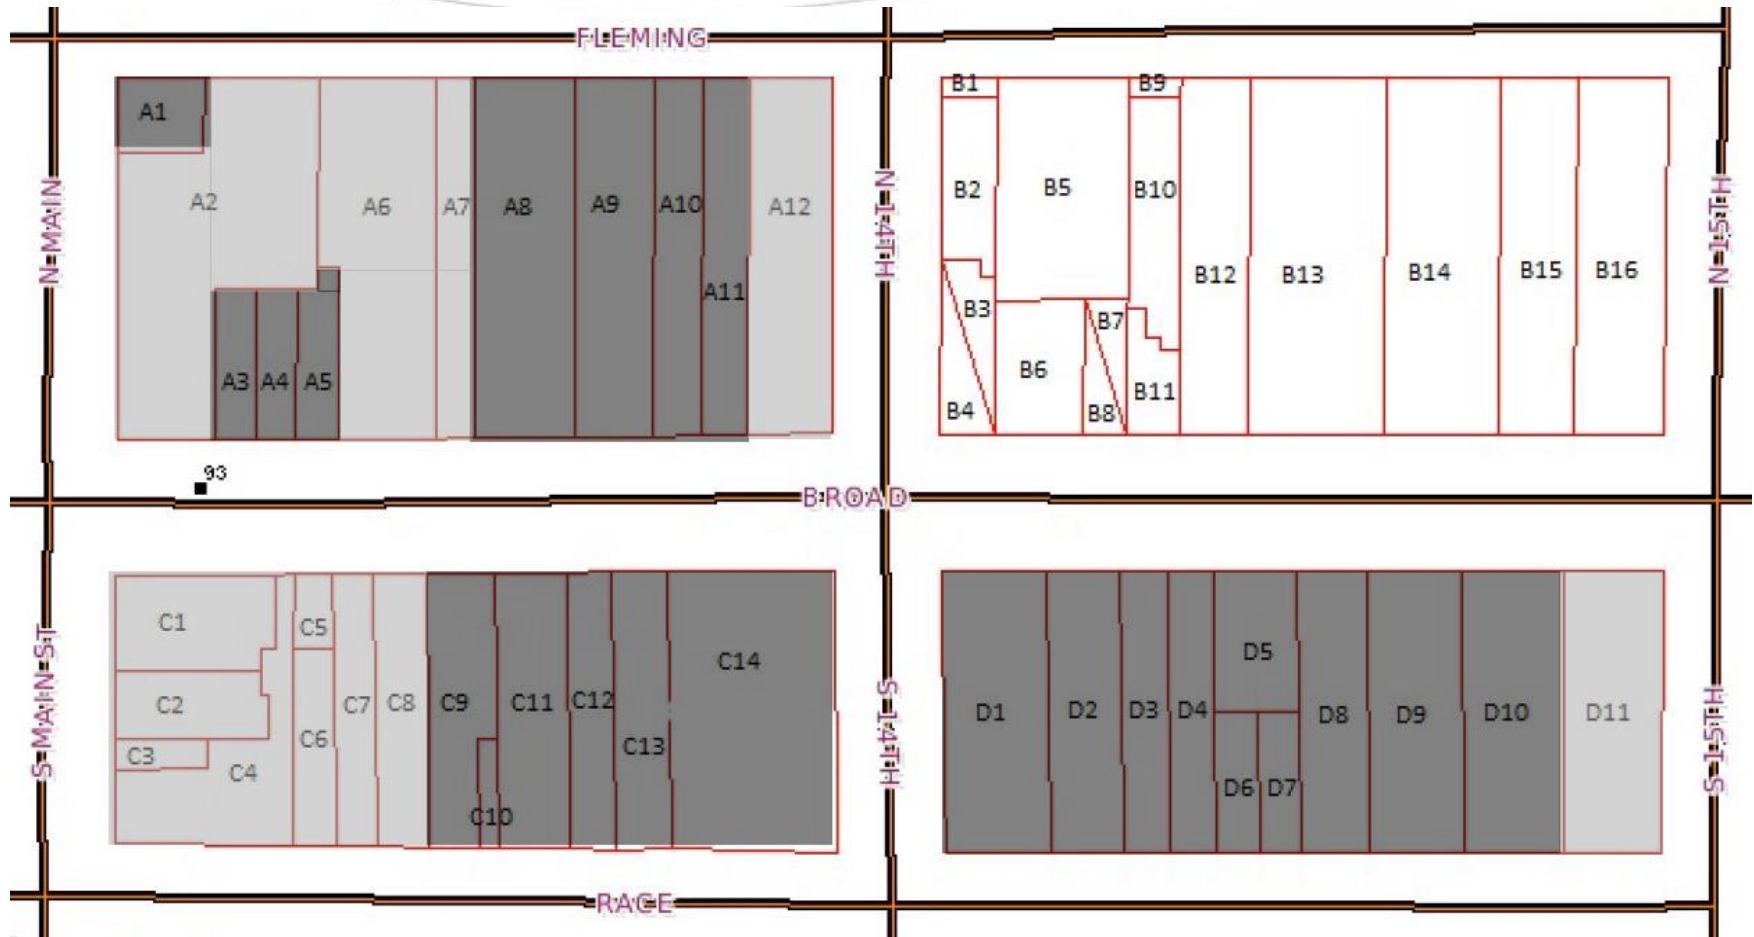 FLEMING
A1
B1
B9
A2
A6
A7
A8
A9
A10
A12
N MAIN
N 14TH
B2
B5
B10
N 15TH
A11
B12
B13
B14
B15
B16
B3
B7
A3
A4
A5
B6
B11
B4
B8
93
BROAD
C1
C5
C14
D5
S MAIN ST
C2
C7
C8
C9
C11
C12
S 14TH
D1
D2
D3
D4
D8
D9
D10
D11
S 15TH
C6
C13
C3
C4
D6
D7
C10
RACE